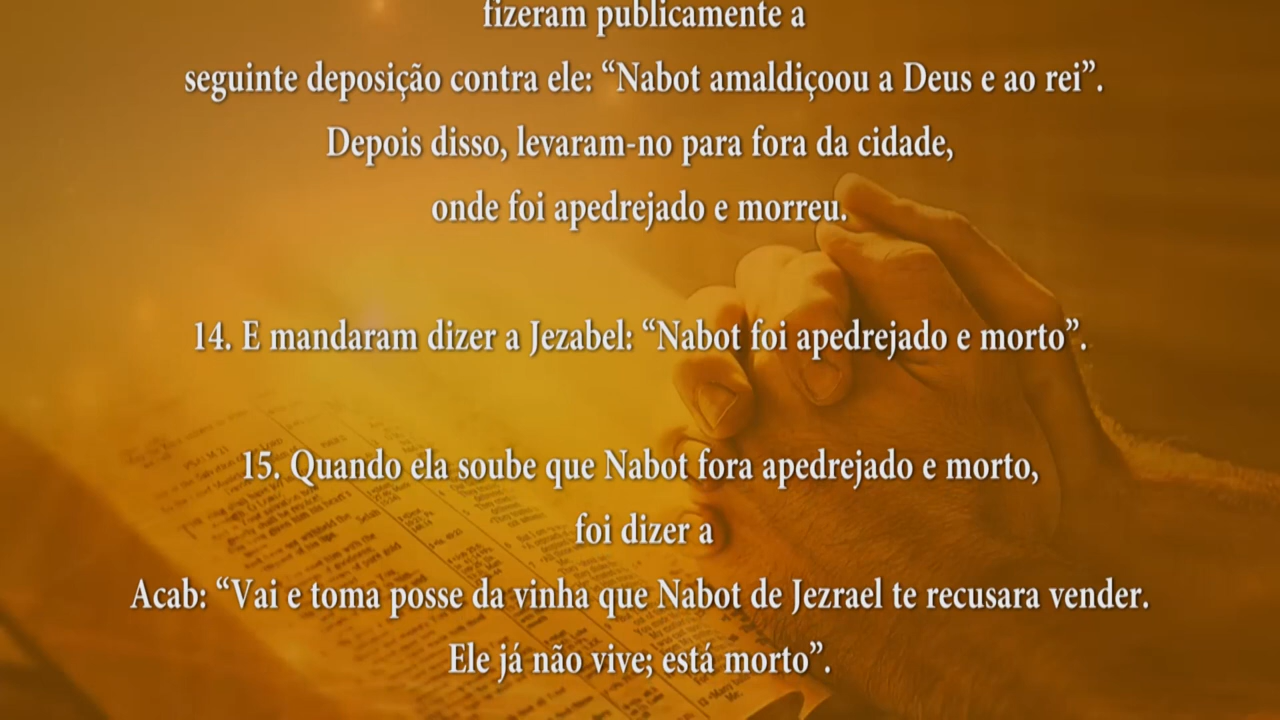 fizeram publicamente a
seguinte deposição contra ele: “Nabot amaldiçoou a Deus e ao rei”.
Depois disso, levaram-no para fora da cidade,
onde foi apedrejado e morreu.
14. E mandaram dizer a Jezabel: “Nabot foi apedrejado e morto”.
15. Quando ela soube que Nabot fora apedrejado e morto,
foi dizer a
Acab: “Vai e toma posse da vinha que Nabot de Jezrael te recusara vender.
Ele já não vive; está morto”.